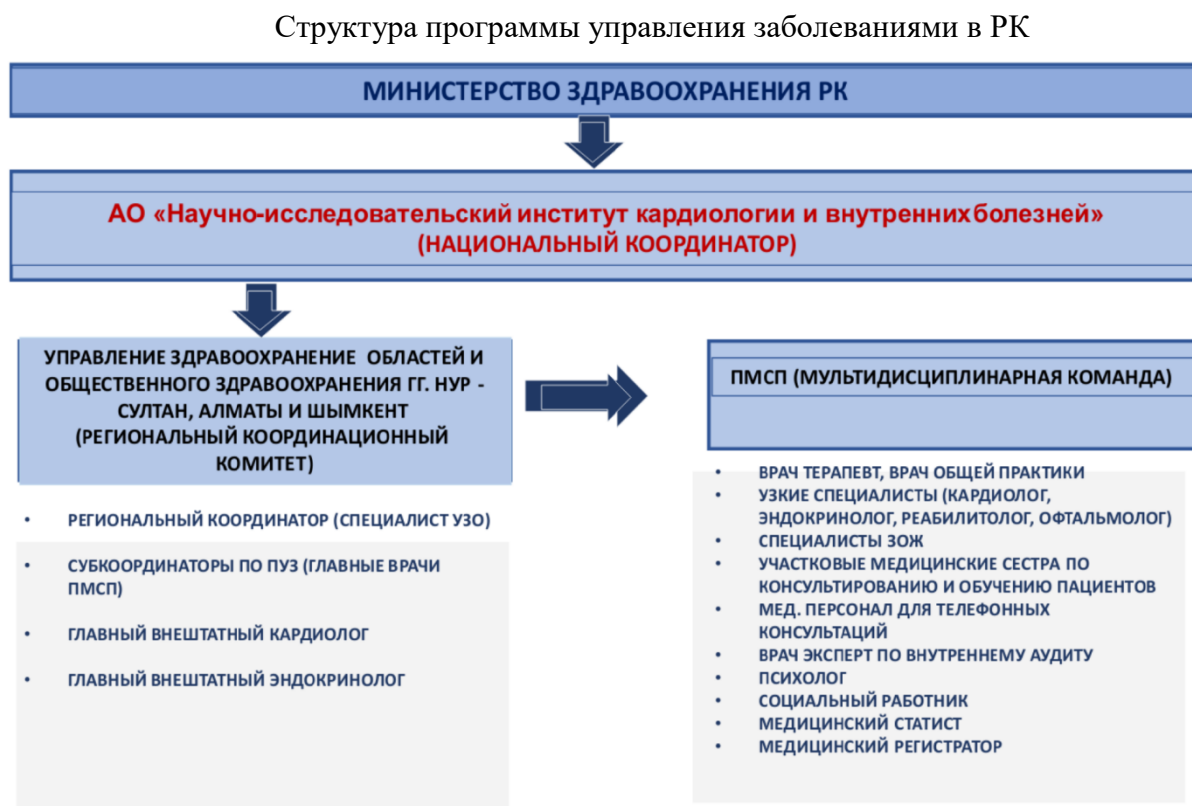 Структура программы управления заболеваниями в РК
МИНИСТЕРСТВО ЗДРАВООХРАНЕНИЯ РК
АО «Научно-исследовательский институт кардиологии и внутренних болезней»
(НАЦИОНАЛЬНЫЙ КООРДИНАТОР)
УПРАВЛЕНИЕ ЗДРАВООХРАНЕНИЕ ОБЛАСТЕЙ И
ОБЩЕСТВЕННОГО ЗДРАВООХРАНЕНИЯ ГГ. НУР -
СУЛТАН, АЛМАТЫ И ШЫМКЕНТ
(РЕГИОНАЛЬНЫЙ КООРДИНАЦИОННЫЙ
КОМИТЕТ)
• РЕГИОНАЛЬНЫЙ КООРДИНАТОР (СПЕЦИАЛИСТ УЗО)
• СУБКООРДИНАТОРЫ ПО ПУЗ (ГЛАВНЫЕ ВРАЧИ
ПМСП)
• ГЛАВНЫЙ ВНЕШТАТНЫЙ КАРДИОЛОГ
• ГЛАВНЫЙ ВНЕШТАТНЫЙ ЭНДОКРИНОЛОГ
ПМСП (МУЛЬТИДИСЦИПЛИНАРНАЯ КОМАНДА)
• ВРАЧ ТЕРАПЕВТ, ВРАЧ ОБЩЕЙ ПРАКТИКИ
• УЗКИЕ СПЕЦИАЛИСТЫ (КАРДИОЛОГ,
ЭНДОКРИНОЛОГ, РЕАБИЛИТОЛОГ, ОФТАЛЬМОЛОГ)
• СПЕЦИАЛИСТЫ ЗОЖ
• УЧАСТКОВЫЕ МЕДИЦИНСКИЕ СЕСТРА ПО
КОНСУЛЬТИРОВАНИЮ И ОБУЧЕНИЮ ПАЦИЕНТОВ
• МЕД. ПЕРСОНАЛ ДЛЯ ТЕЛЕФОННЫХ
КОНСУЛЬТАЦИЙ
• ВРАЧ ЭКСПЕРТ ПО ВНУТРЕННЕМУ АУДИТУ
• ПСИХОЛОГ
• СОЦИАЛЬНЫЙ РАБОТНИК
• МЕДИЦИНСКИЙ СТАТИСТ
• МЕДИЦИНСКИЙ РЕГИСТРАТОР